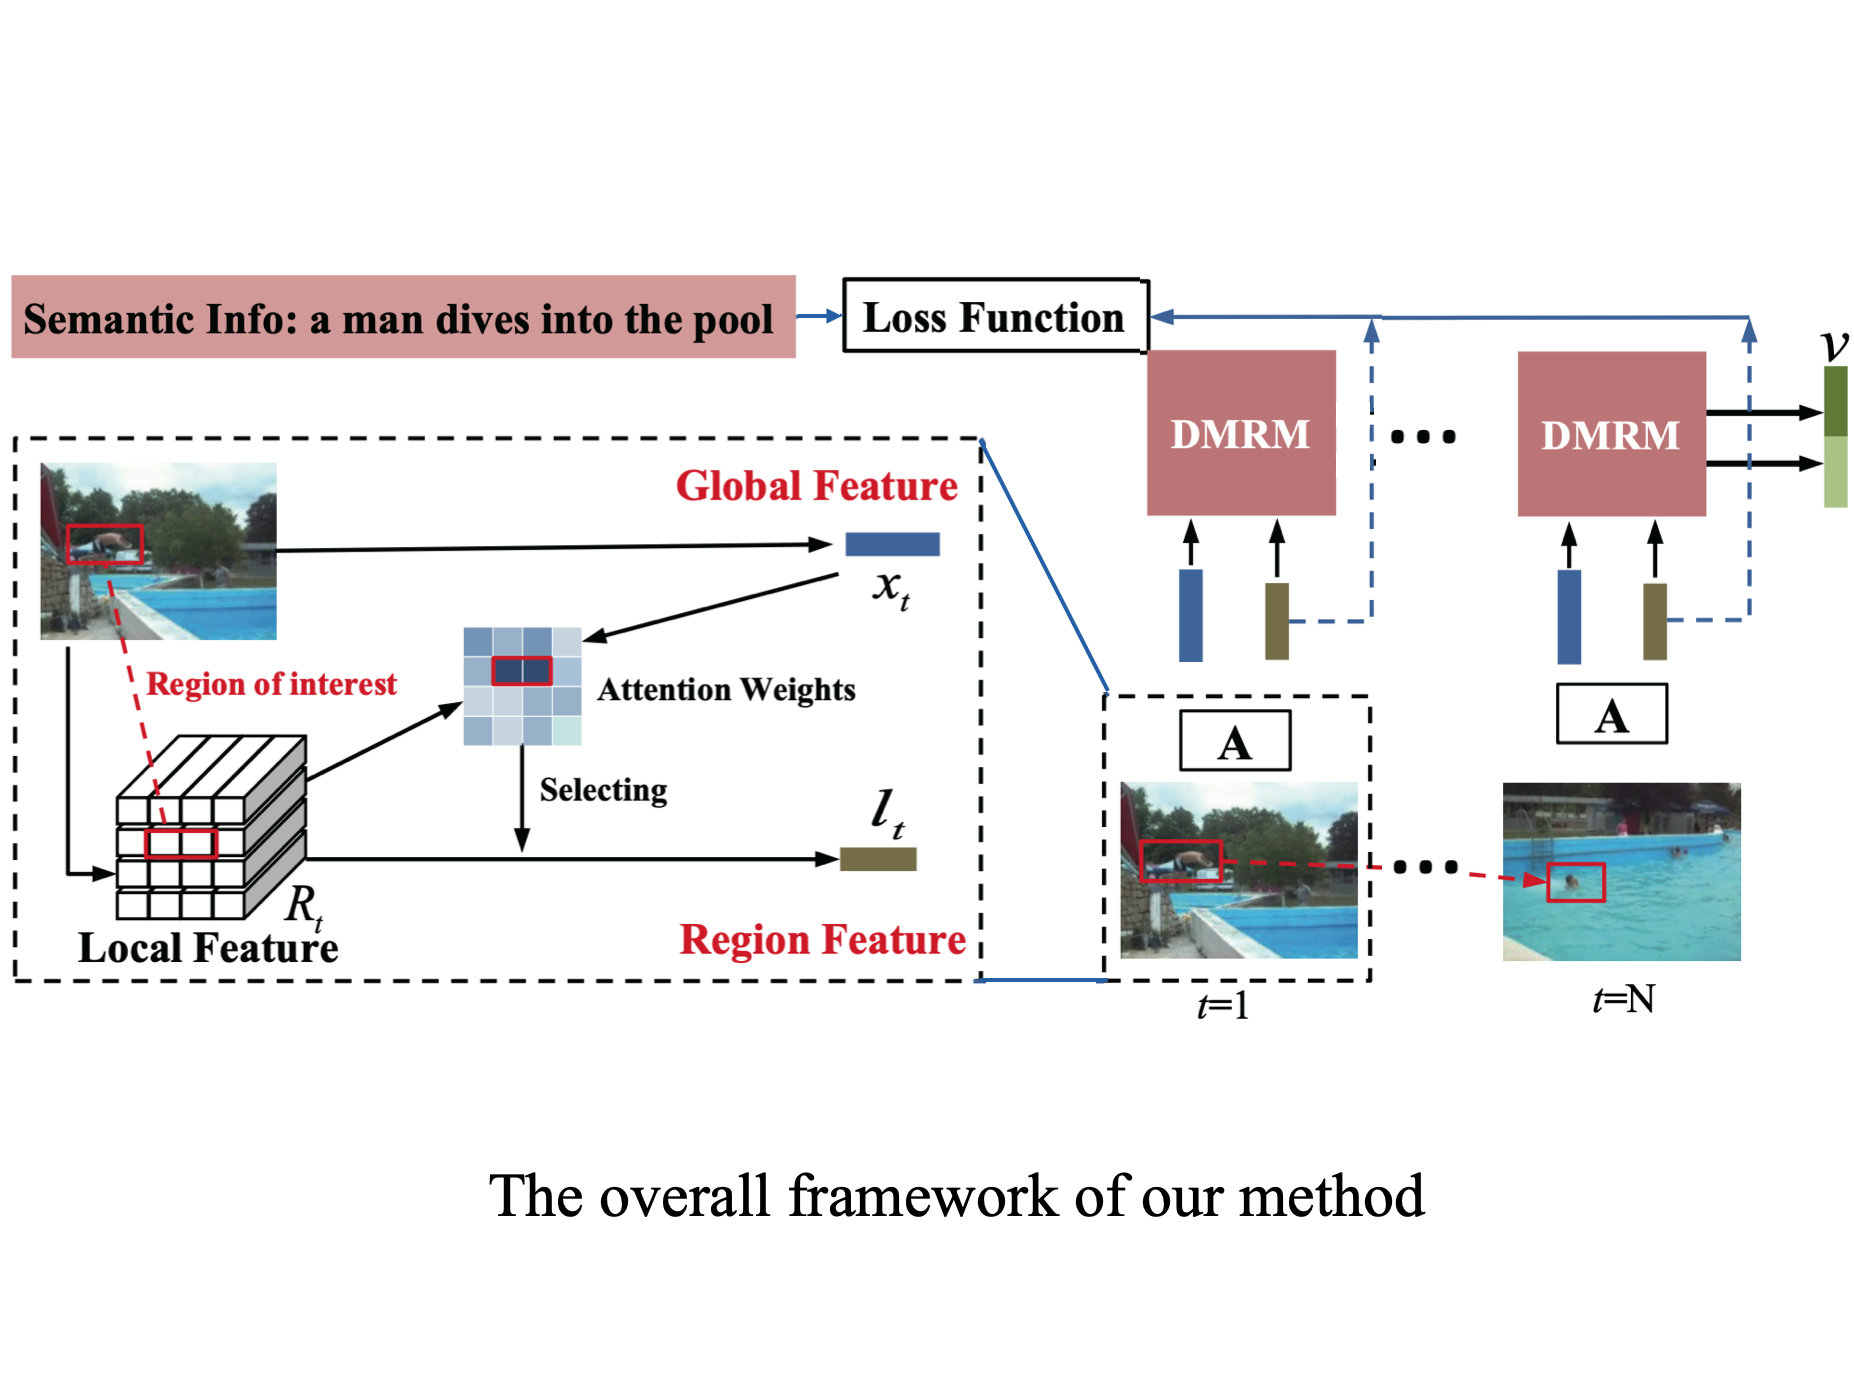 Semantic Info: a man dives into the pool
Loss Function
v
DMRM
DMRM
Global Feature
x_t
Region of interest
Attention Weights
Selecting
l_t
R_t
Local Feature
Region Feature
A
A
t=1
t=N
The overall framework of our method